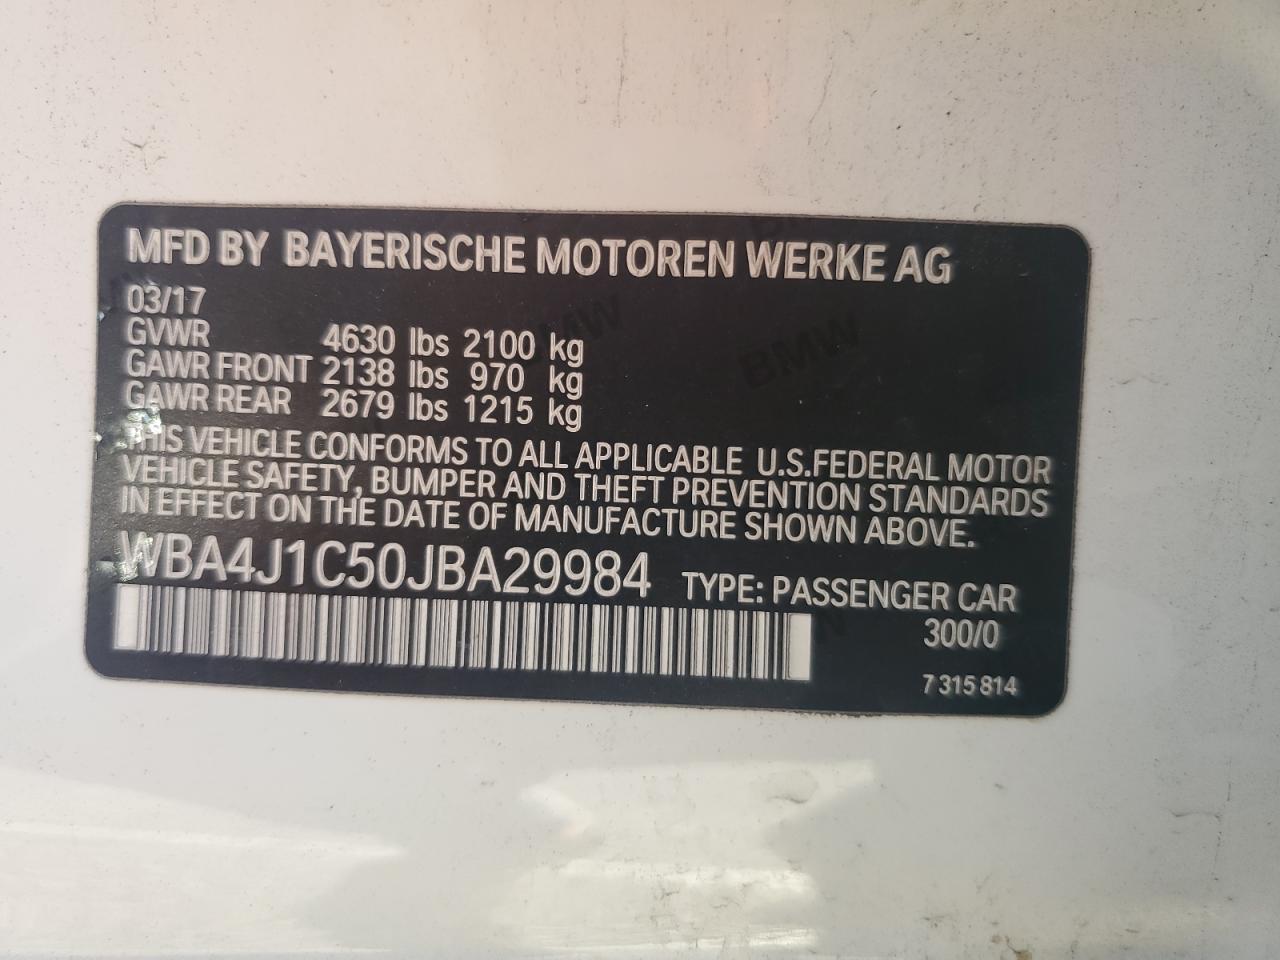 MFD BY BAYERISCHE MOTOREN WERKE AG
03/17
GVWR 4630 lbs 2100 kg
GAWR FRONT 2138 lbs 970 kg
GAWR REAR 2679 lbs 1215 kg
THIS VEHICLE CONFORMS TO ALL APPLICABLE U.S.FEDERAL MOTOR
VEHICLE SAFETY, BUMPER AND THEFT PREVENTION STANDARDS
IN EFFECT ON THE DATE OF MANUFACTURE SHOWN ABOVE.
WBA4J1C50JBA29984 TYPE: PASSENGER CAR
300/0
7 315 814
BMW
BMW